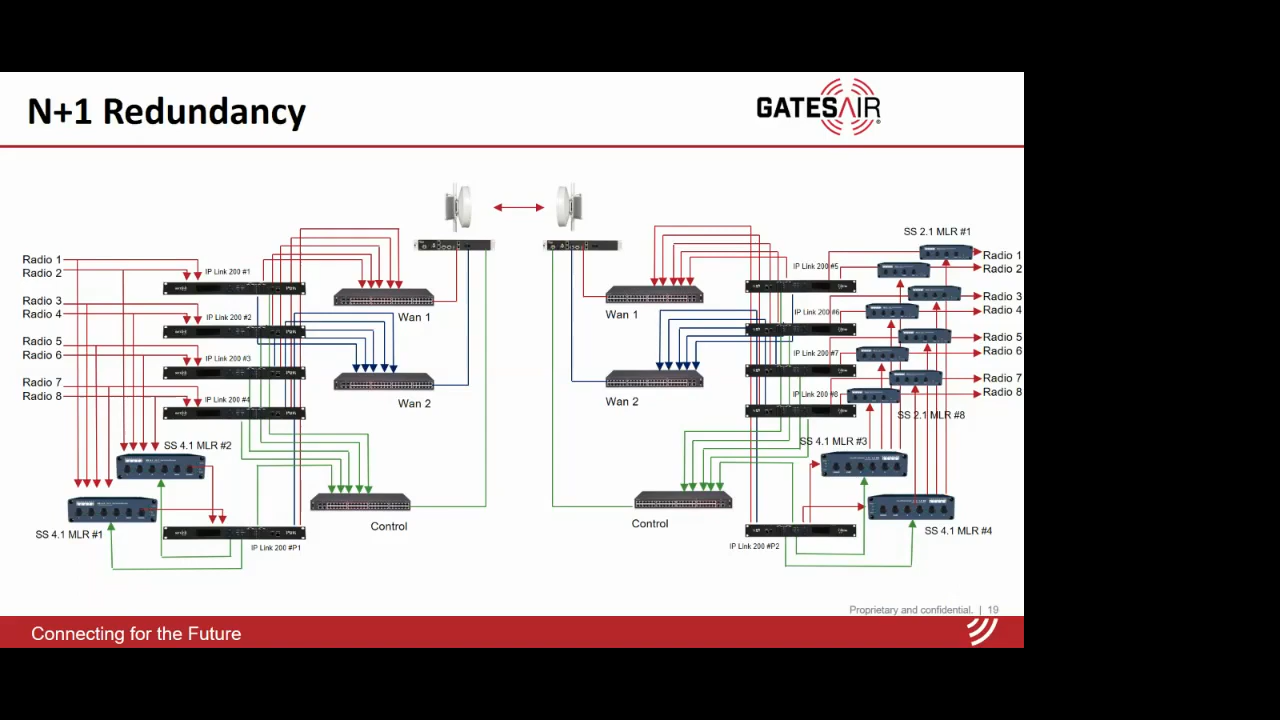 N+1 Redundancy
GATESAIR
SS 2.1 MLR #1
Radio 1
Radio 2
IP Link 200 #1
IP Link 200 #5
Radio 1
Radio 2
Radio 3
Radio 4
IP Link 200 #2
Wan 1
Wan 1
IP Link 200 #6
Radio 3
Radio 4
Radio 5
Radio 6
IP Link 200 #3
IP Link 200 #7
Radio 5
Radio 6
Radio 7
Radio 8
IP Link 200 #4
Wan 2
Wan 2
IP Link 200 #8
Radio 7
Radio 8
SS 2.1 MLR #8
SS 4.1 MLR #2
SS 4.1 MLR #3
SS 4.1 MLR #1
Control
Control
SS 4.1 MLR #4
IP Link 200 #P1
IP Link 200 #P2
Proprietary and confidential. | 19
Connecting for the Future